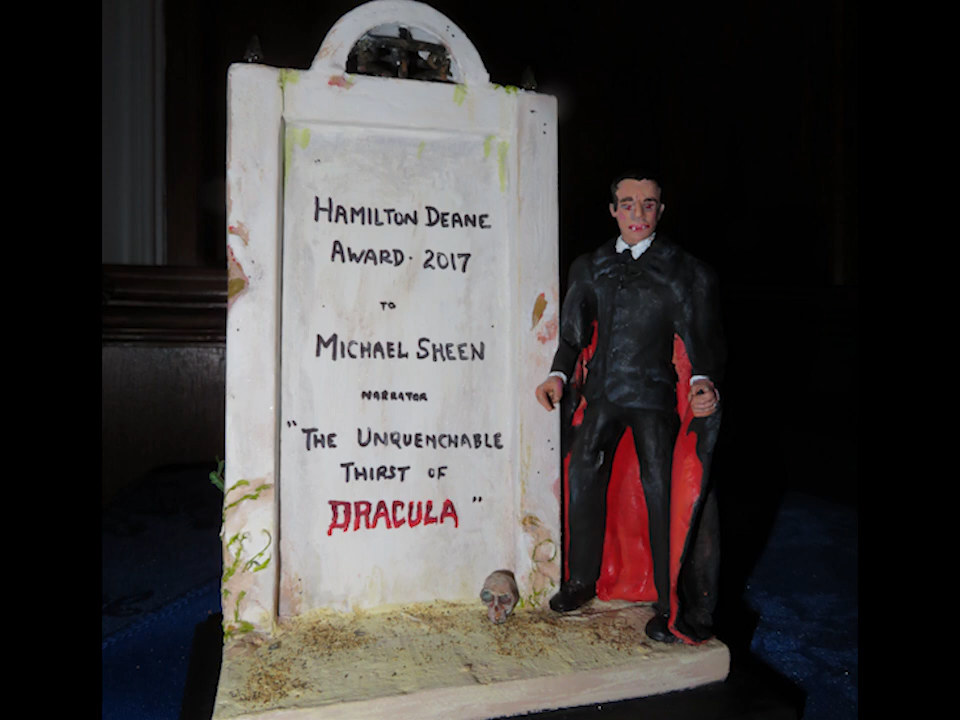 HAMILTON DEANE
AWARD · 2017
TO
MICHAEL SHEEN
NARRATOR
"THE UNQUENCHABLE
THIRST OF
DRACULA"